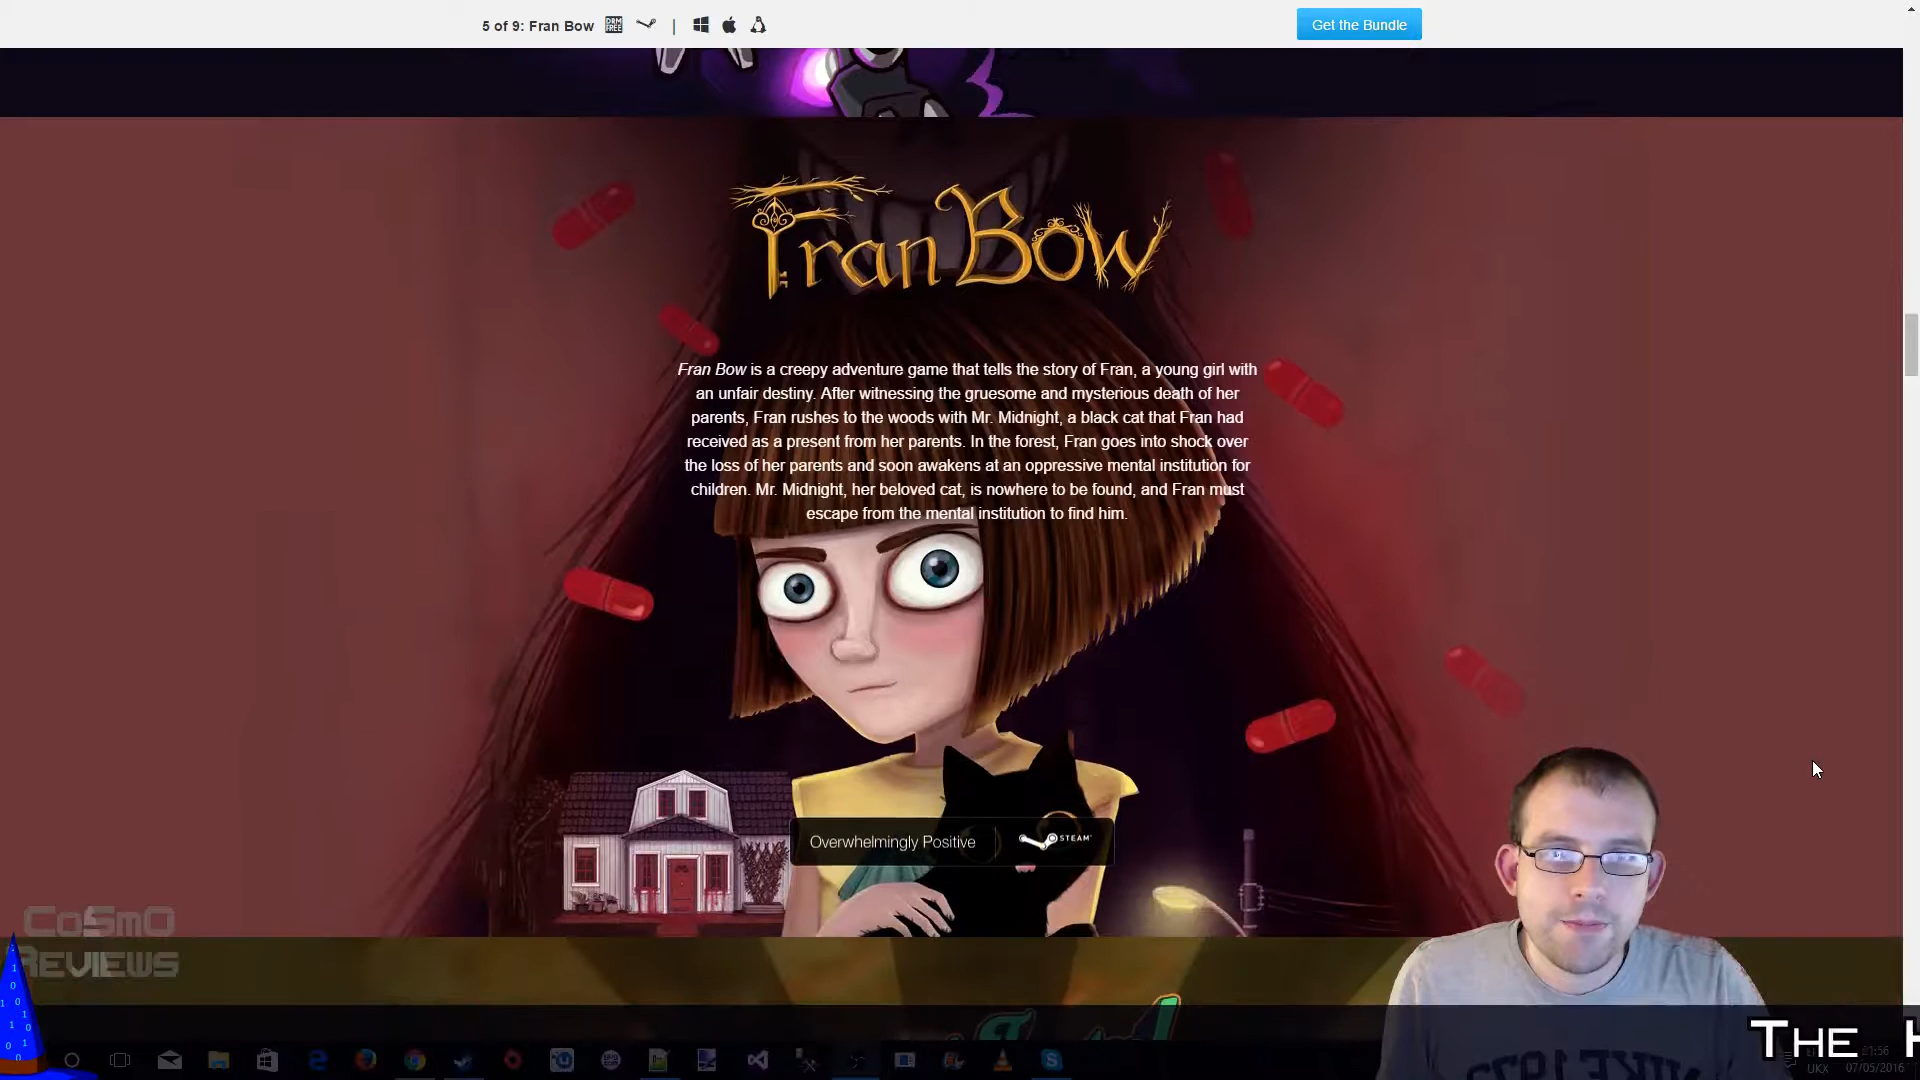 5 of 9: Fran Bow
DRM FREE
|
Get the Bundle
Fran Bow
Fran Bow is a creepy adventure game that tells the story of Fran, a young girl with
an unfair destiny. After witnessing the gruesome and mysterious death of her
parents, Fran rushes to the woods with Mr. Midnight, a black cat that Fran had
received as a present from her parents. In the forest, Fran goes into shock over
the loss of her parents and soon awakens at an oppressive mental institution for
children. Mr. Midnight, her beloved cat, is nowhere to be found, and Fran must
escape from the mental institution to find him.
Overwhelmingly Positive
STEAM
CoSmO
REVIEWS
THE H
UKX
07/05/2016